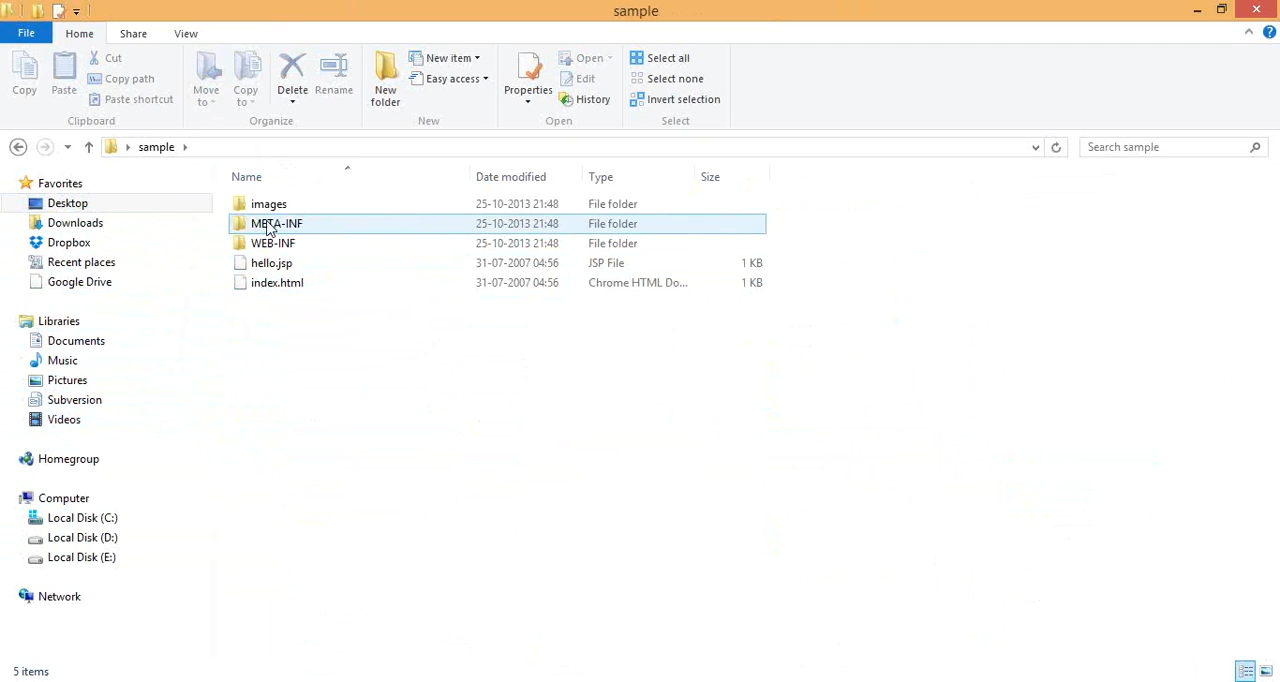 sample
File Home Share View
Copy Paste Cut Copy path Paste shortcut
Clipboard
Move to Copy to Delete Rename
Organize
New folder New item Easy access
New
Properties Open Edit History
Open
Select all Select none Invert selection
Select
sample Search sample
Name Date modified Type Size
images 25-10-2013 21:48 File folder
META-INF 25-10-2013 21:48 File folder
WEB-INF 25-10-2013 21:48 File folder
hello.jsp 31-07-2007 04:56 JSP File 1 KB
index.html 31-07-2007 04:56 Chrome HTML Do... 1 KB
Favorites
Desktop
Downloads
Dropbox
Recent places
Google Drive
Libraries
Documents
Music
Pictures
Subversion
Videos
Homegroup
Computer
Local Disk (C:)
Local Disk (D:)
Local Disk (E:)
Network
5 items